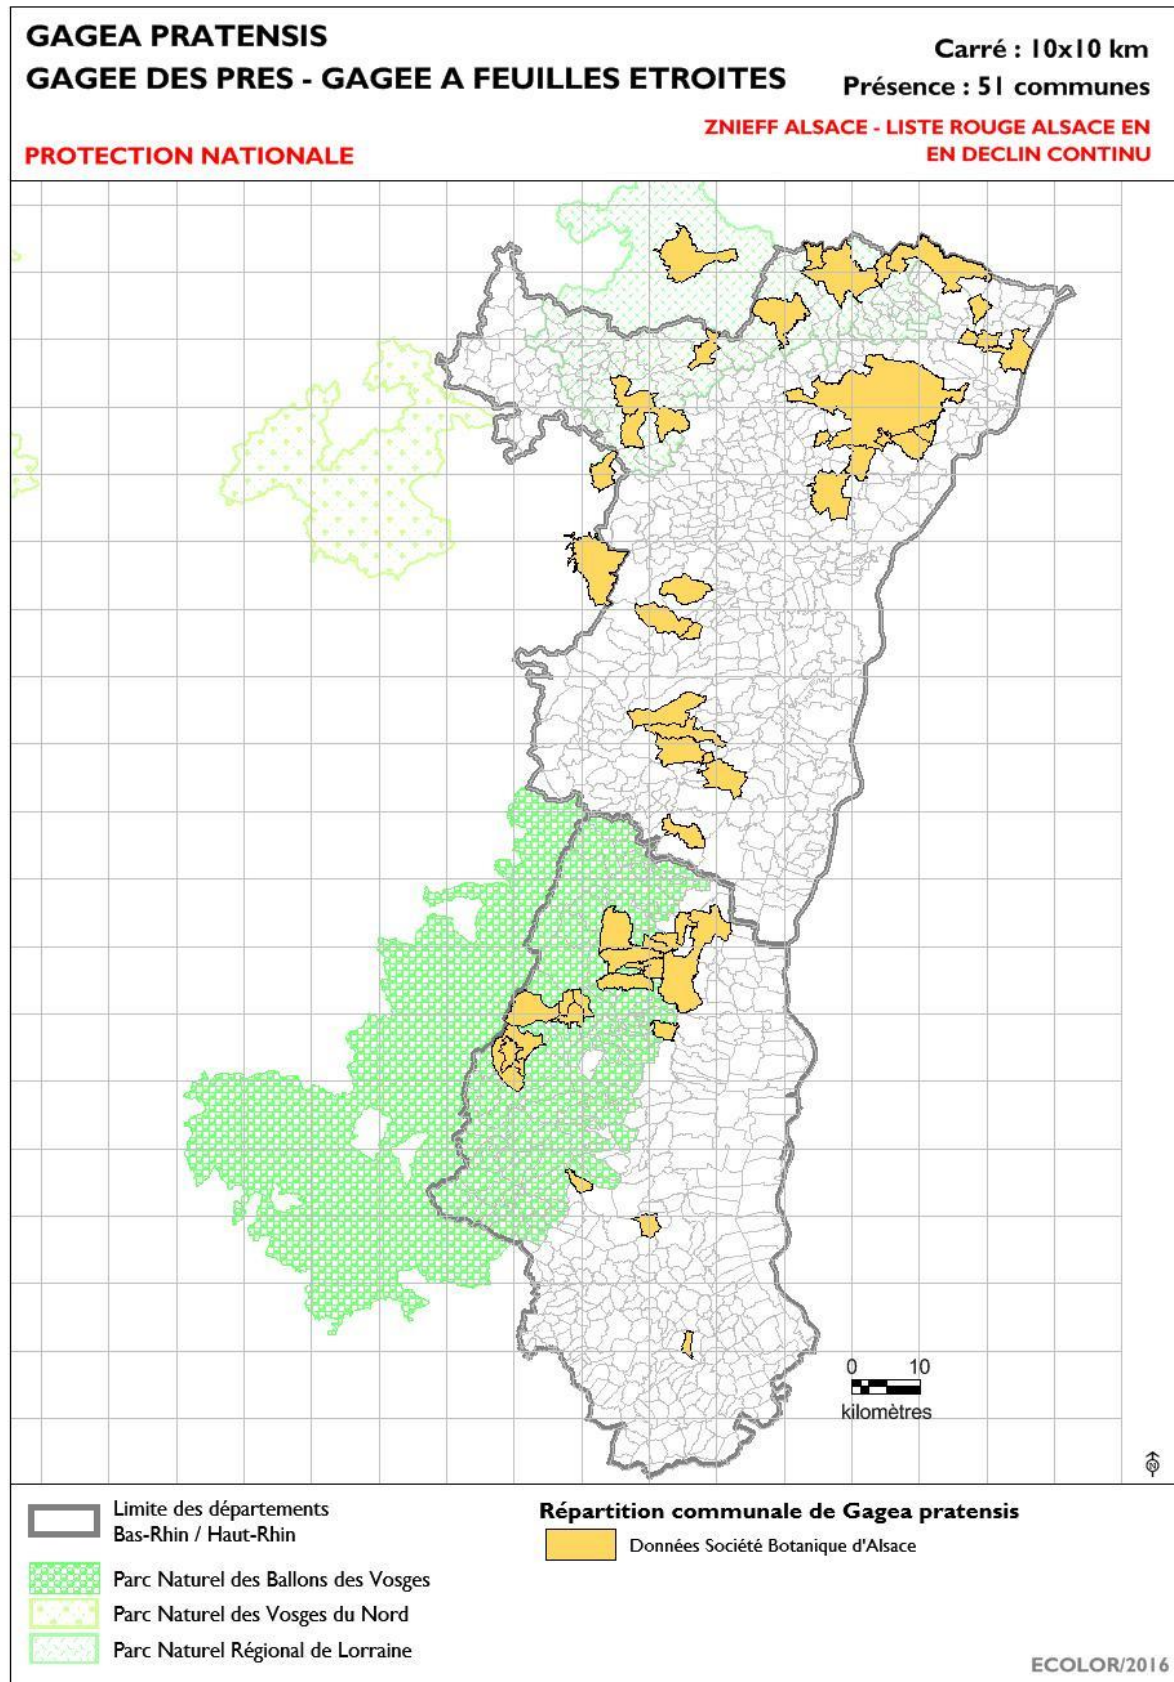 GAGEA PRATENSIS
GAGEE DES PRES - GAGEE A FEUILLES ETROITES
Carré : 10x10 km
Présence : 51 communes
PROTECTION NATIONALE
ZNIEFF ALSACE - LISTE ROUGE ALSACE EN
EN DECLIN CONTINU
0 10
kilomètres
N
Limite des départements
Bas-Rhin / Haut-Rhin
Parc Naturel des Ballons des Vosges
Parc Naturel des Vosges du Nord
Parc Naturel Régional de Lorraine
Répartition communale de Gagea pratensis
Données Société Botanique d'Alsace
ECOLOR/2016